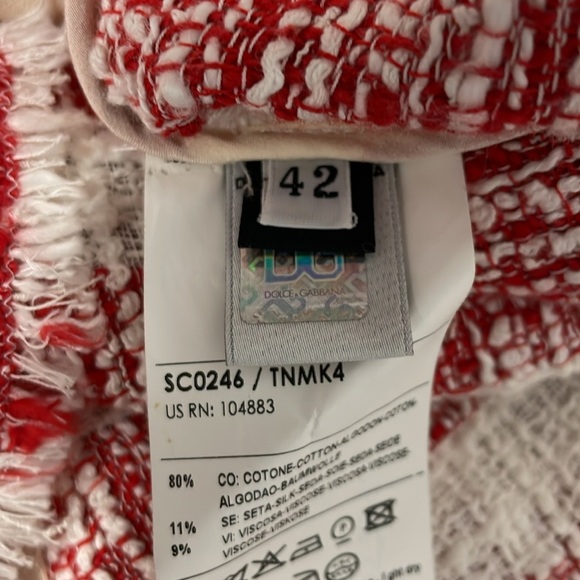 42
DG
DOLCE & GABBANA
SC0246 / TNMK4
US RN: 104883
80% CO: COTONE-COTTON-ALGODON-COTON-
ALGODAO-BAUMWOLLE
11% SE: SETA-SILK-SEDA-SOIE-SEDA-SEIDE
9% VI: VISCOSA-VISCOSE-VISCOSA-VISCOSE-
VISCOSE-VISKOSE